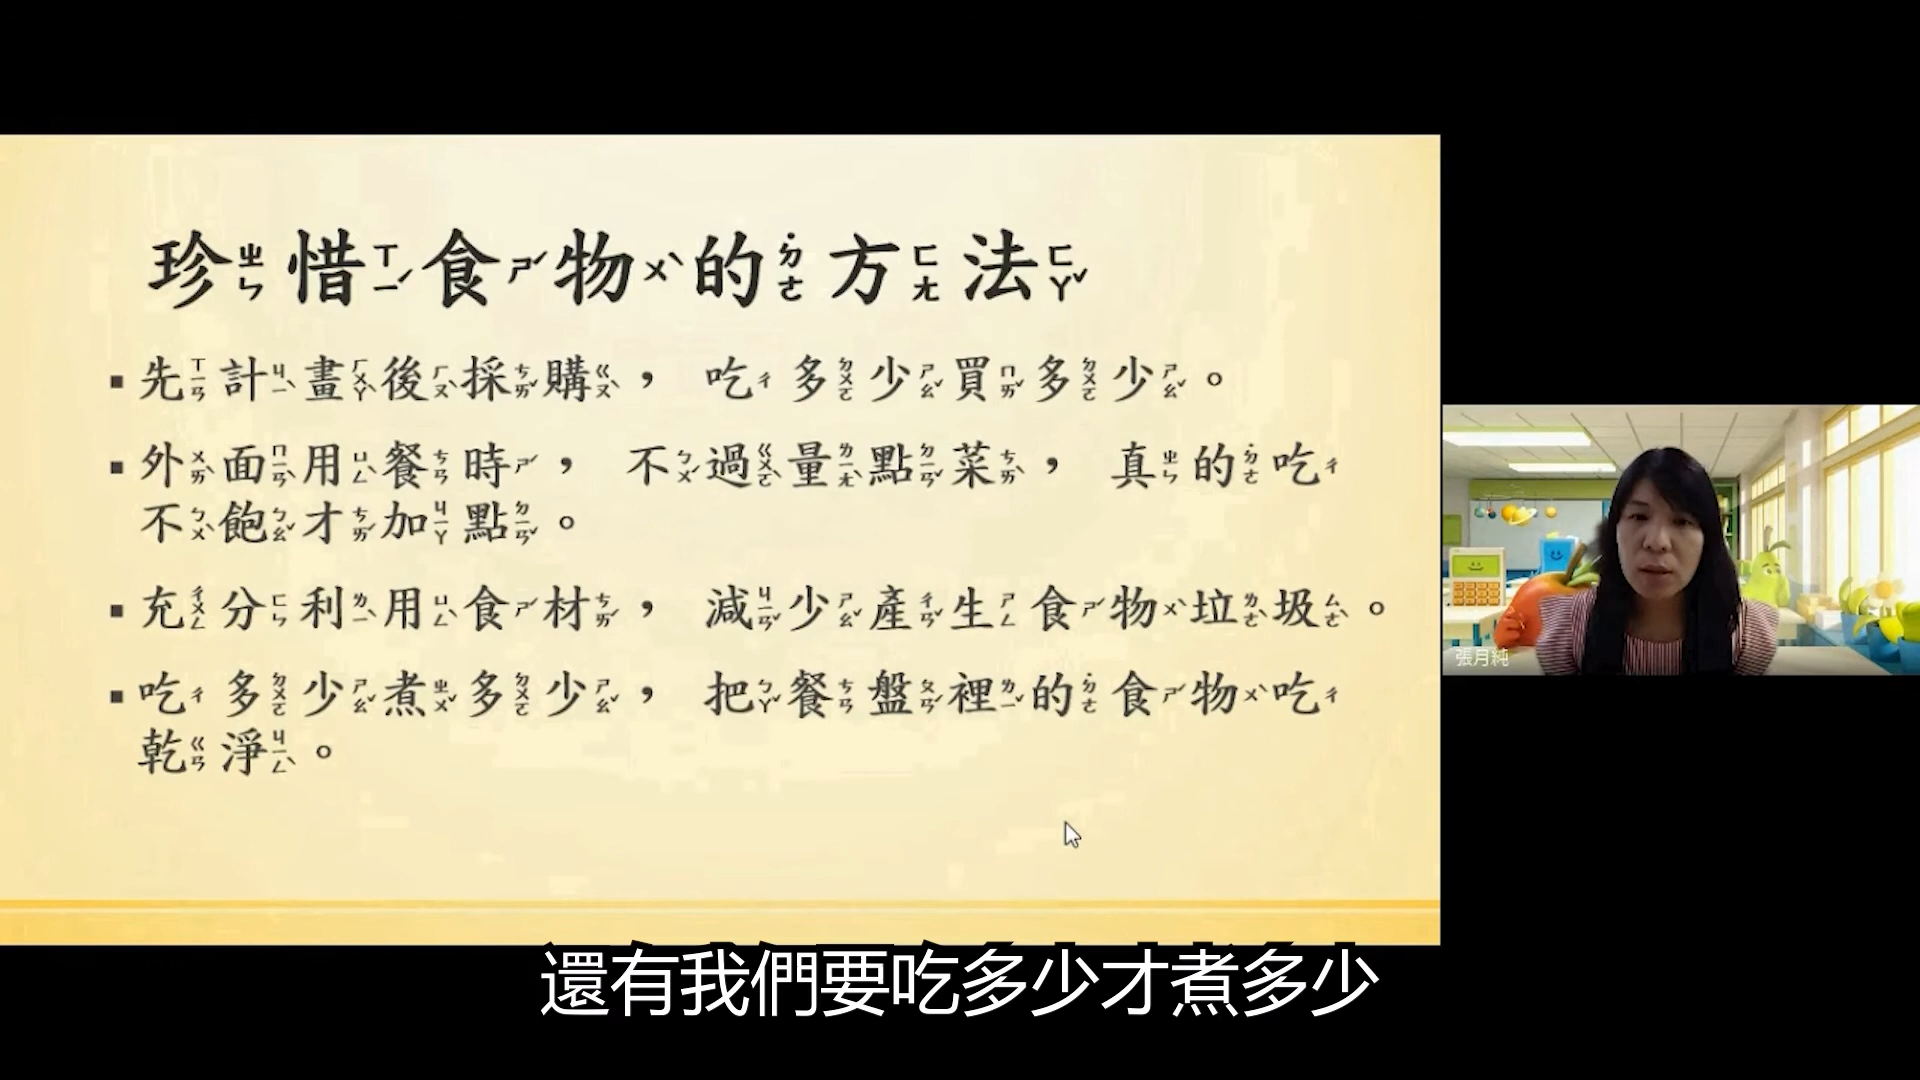 珍惜食物的方法
▪ 先計畫後採購，吃多少買多少。
▪ 外面用餐時，不過量點菜，真的吃
不飽才加點。
▪ 充分利用食材，減少產生食物垃圾。
▪ 吃多少煮多少，把餐盤裡的食物吃
乾淨。
張月純
還有我們要吃多少才煮多少